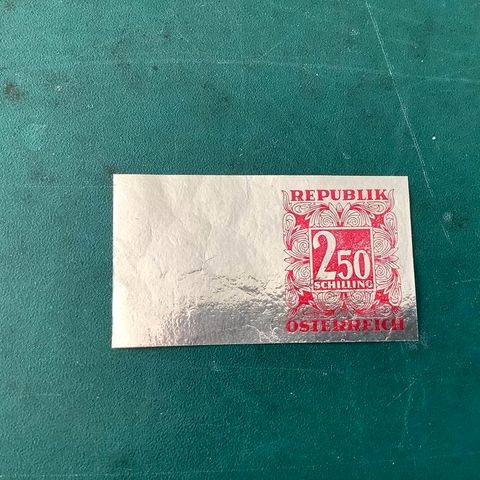 REPUBLIK
2 50
SCHILLING
ÖSTERREICH